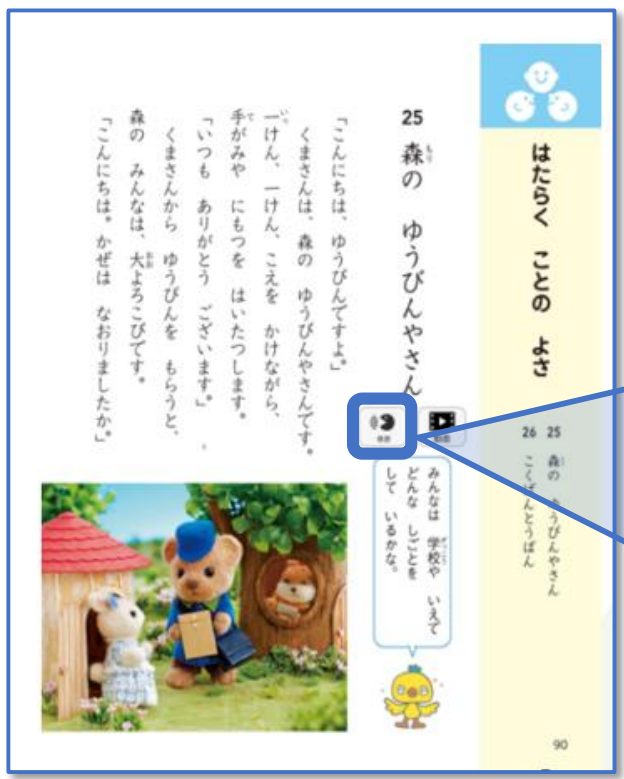 はたらく ことの よさ
25 森の ゆうびんやさん
26 こくばんとうばん
25 森の ゆうびんやさん
動画
みんなは 学校や いえで
どんな しごとを
して いるかな。
「こんにちは、ゆうびんですよ。」
くまさんは、森の ゆうびんやさんです。
一けん、一けん、こえを かけながら、
手がみや にもつを はいたつします。
「いつも ありがとう ございます。」
くまさんから ゆうびんを もらうと、
森の みんなは、大よろこびです。
「こんにちは。かぜは なおりましたか。」
90